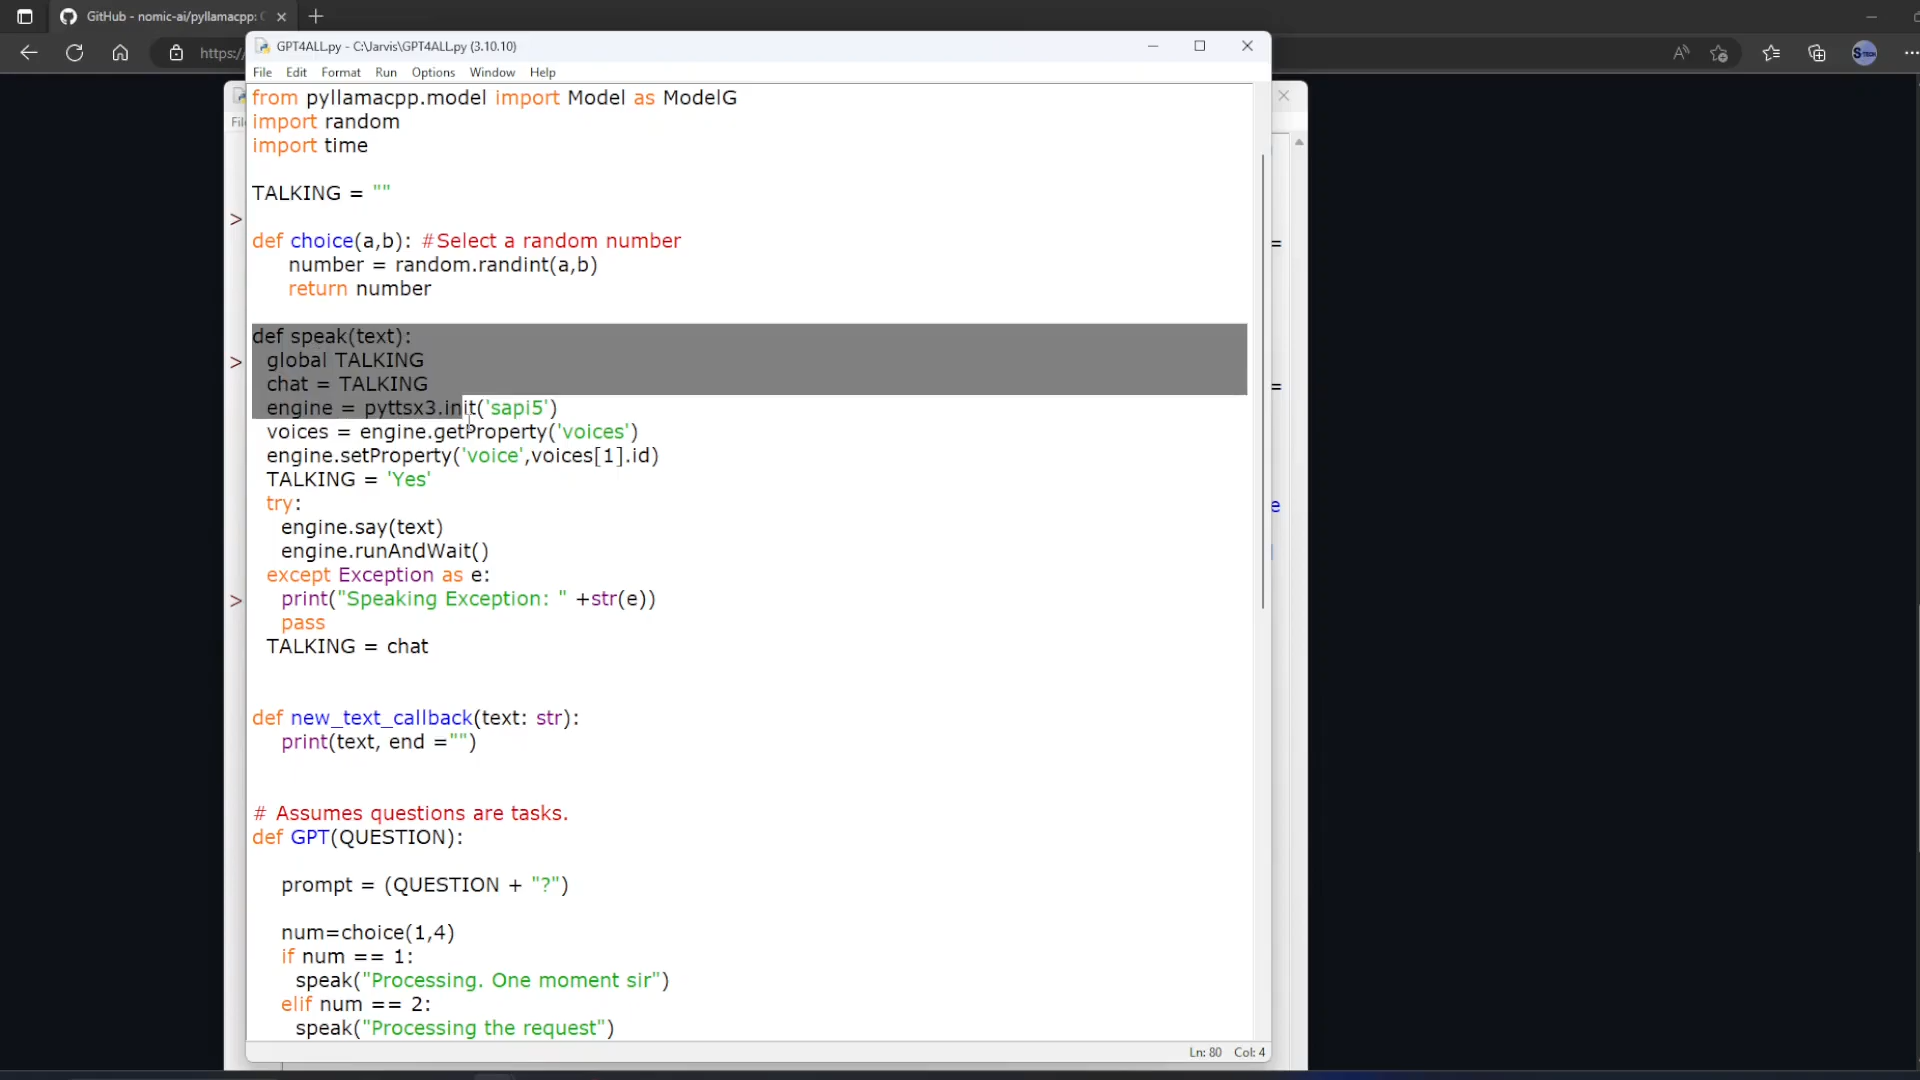 GitHub - nomic-ai/pyllamacpp:
https:/
GPT4ALL.py - C:\Jarvis\GPT4ALL.py (3.10.10)
File Edit Format Run Options Window Help
from pyllamacpp.model import Model as ModelG
import random
import time
TALKING = ""
>
def choice(a,b): #Select a random number
number = random.randint(a,b)
return number
def speak(text):
global TALKING
>
chat = TALKING
engine = pyttsx3.init('sapi5')
voices = engine.getProperty('voices')
engine.setProperty('voice',voices[1].id)
TALKING = 'Yes'
try:
engine.say(text)
engine.runAndWait()
except Exception as e:
>
print("Speaking Exception: " +str(e))
pass
TALKING = chat
def new_text_callback(text: str):
print(text, end ="")
# Assumes questions are tasks.
def GPT(QUESTION):
prompt = (QUESTION + "?")
num=choice(1,4)
if num == 1:
speak("Processing. One moment sir")
elif num == 2:
speak("Processing the request")
Ln: 80 Col: 4